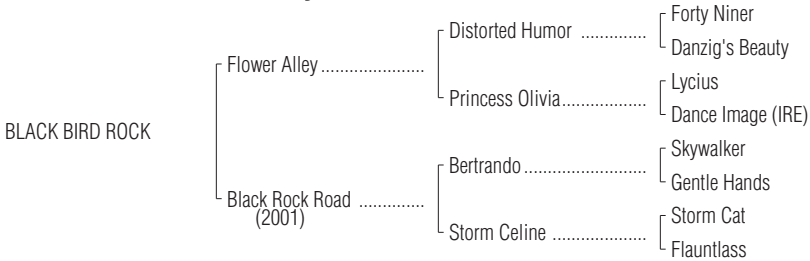 Forty Niner
Distorted Humor ..............
Danzig's Beauty
Flower Alley ......................
Lycius
Princess Olivia..................
Dance Image (IRE)
BLACK BIRD ROCK
Skywalker
Bertrando ..........................
Gentle Hands
Black Rock Road ..............
(2001)
Storm Cat
Storm Celine ....................
Flauntlass